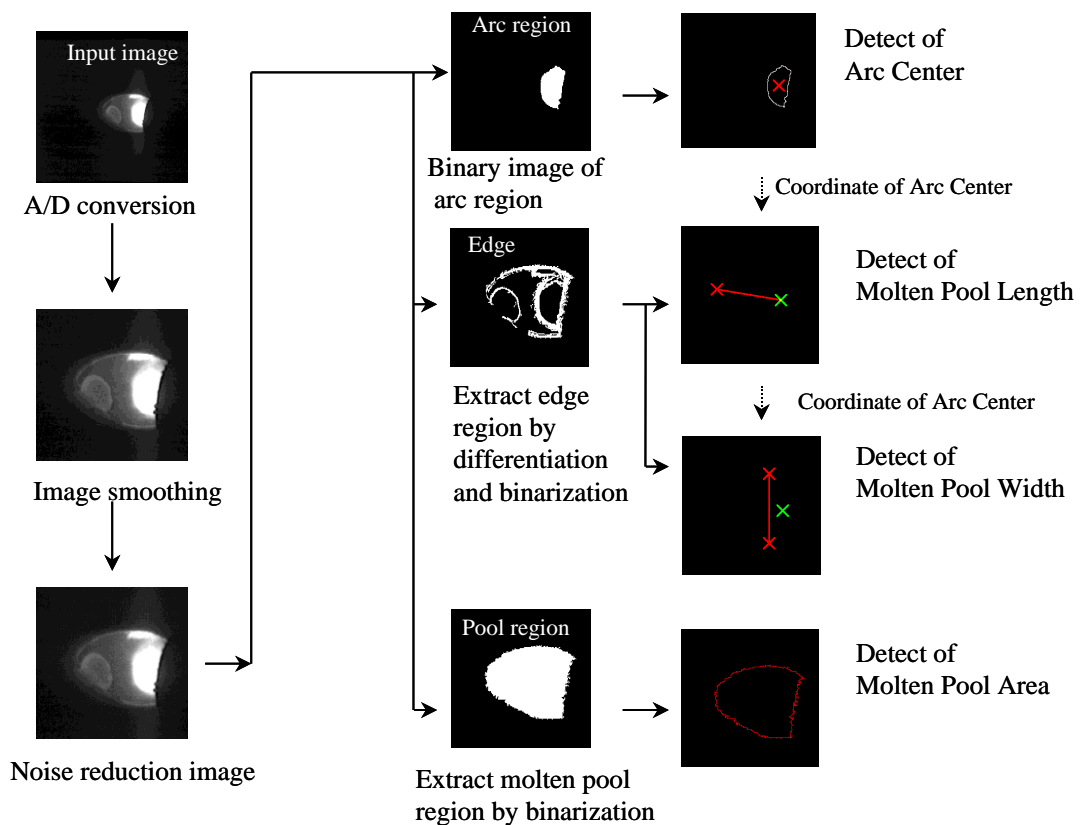 Input image
A/D conversion
Image smoothing
Noise reduction image
Arc region
Binary image of
arc region
Edge
Extract edge
region by
differentiation
and binarization
Pool region
Extract molten pool
region by binarization
Detect of
Arc Center
Coordinate of Arc Center
Detect of
Molten Pool Length
Coordinate of Arc Center
Detect of
Molten Pool Width
Detect of
Molten Pool Area